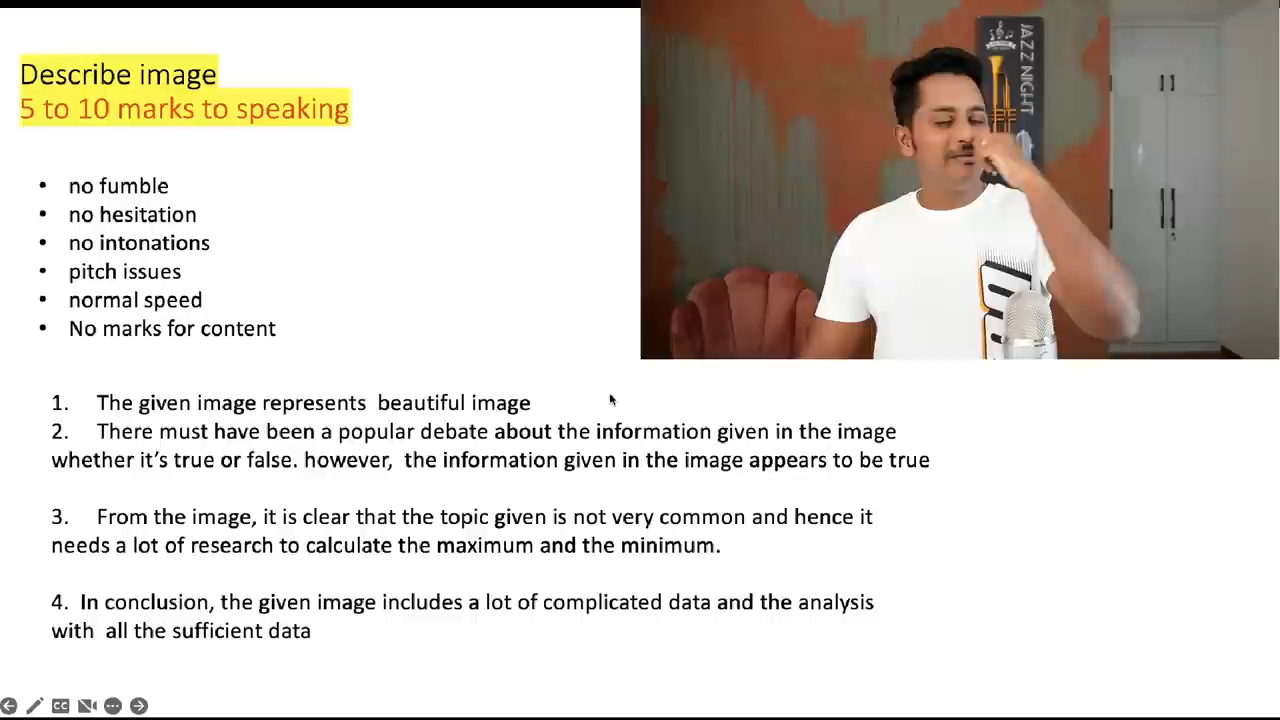 Describe image
5 to 10 marks to speaking
• no fumble
• no hesitation
• no intonations
• pitch issues
• normal speed
• No marks for content
1. The given image represents  beautiful image
2. There must have been a popular debate about the information given in the image
whether it’s true or false. however,  the information given in the image appears to be true
3. From the image, it is clear that the topic given is not very common and hence it
needs a lot of research to calculate the maximum and the minimum.
4. In conclusion, the given image includes a lot of complicated data and the analysis
with  all the sufficient data
JAZZ NIGHT
CC